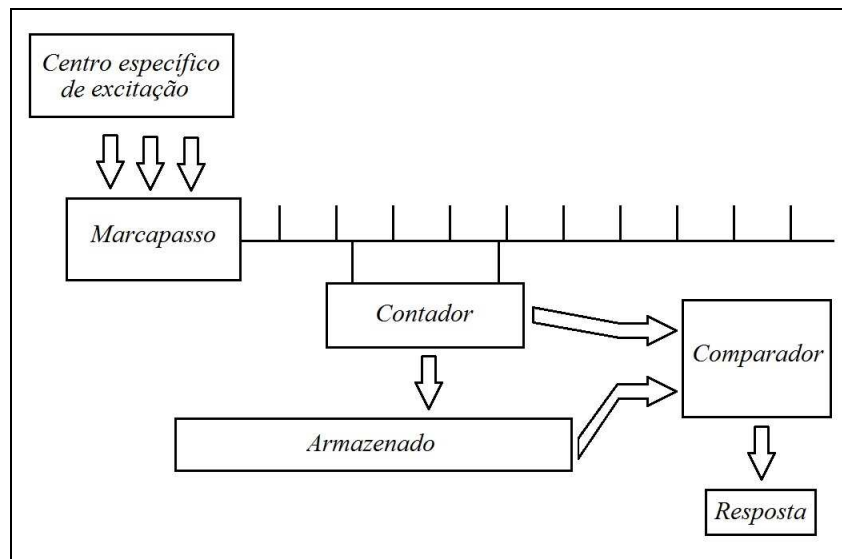 Centro específico
de excitação
Marcapasso
Contador
Comparador
Armazenado
Resposta